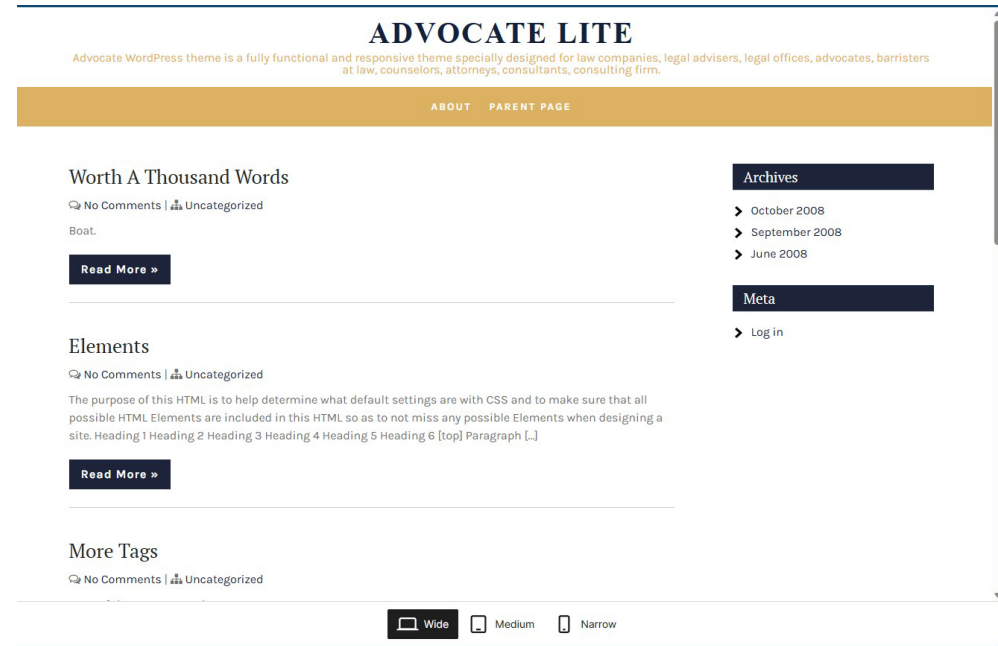 ADVOCATE LITE
Advocate WordPress theme is a fully functional and responsive theme specially designed for law companies, legal advisers, legal offices, advocates, barristers
at law, counselors, attorneys, consultants, consulting firm.
ABOUT PARENT PAGE
Worth A Thousand Words
No Comments | Uncategorized
Boat.
Read More »
Elements
No Comments | Uncategorized
The purpose of this HTML is to help determine what default settings are with CSS and to make sure that all
possible HTML Elements are included in this HTML so as to not miss any possible Elements when designing a
site. Heading 1 Heading 2 Heading 3 Heading 4 Heading 5 Heading 6 [top] Paragraph [...]
Read More »
More Tags
No Comments | Uncategorized
Archives
October 2008
September 2008
June 2008
Meta
Log in
Wide Medium Narrow